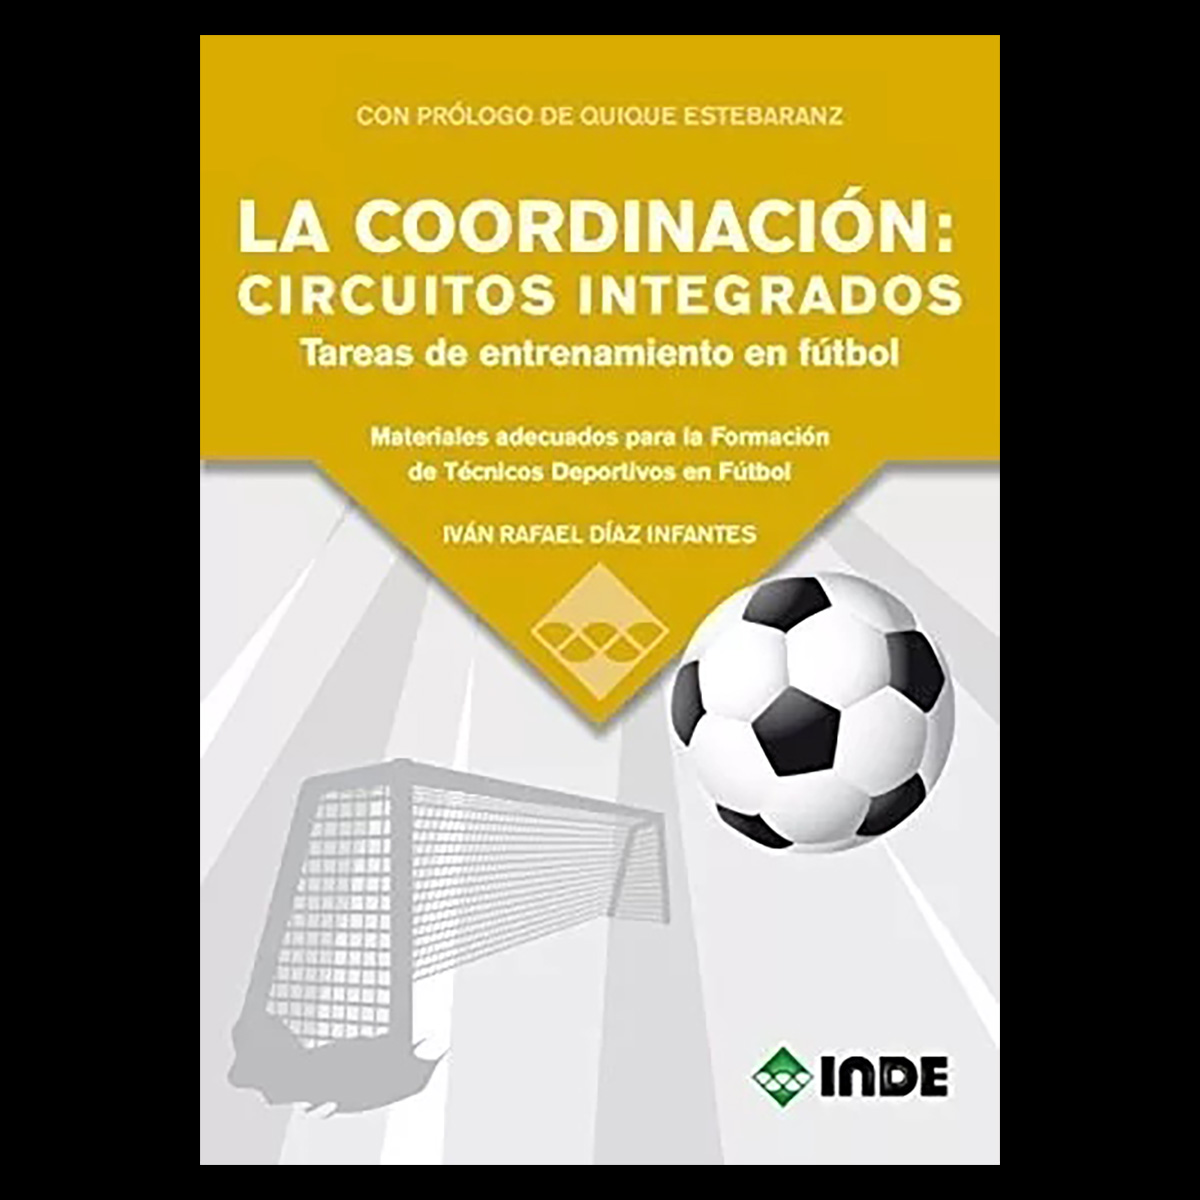 CON PRÓLOGO DE QUIQUE ESTEBARANZ
LA COORDINACIÓN:
CIRCUITOS INTEGRADOS
Tareas de entrenamiento en fútbol
Materiales adecuados para la Formación
de Técnicos Deportivos en Fútbol
IVÁN RAFAEL DÍAZ INFANTES
INDE